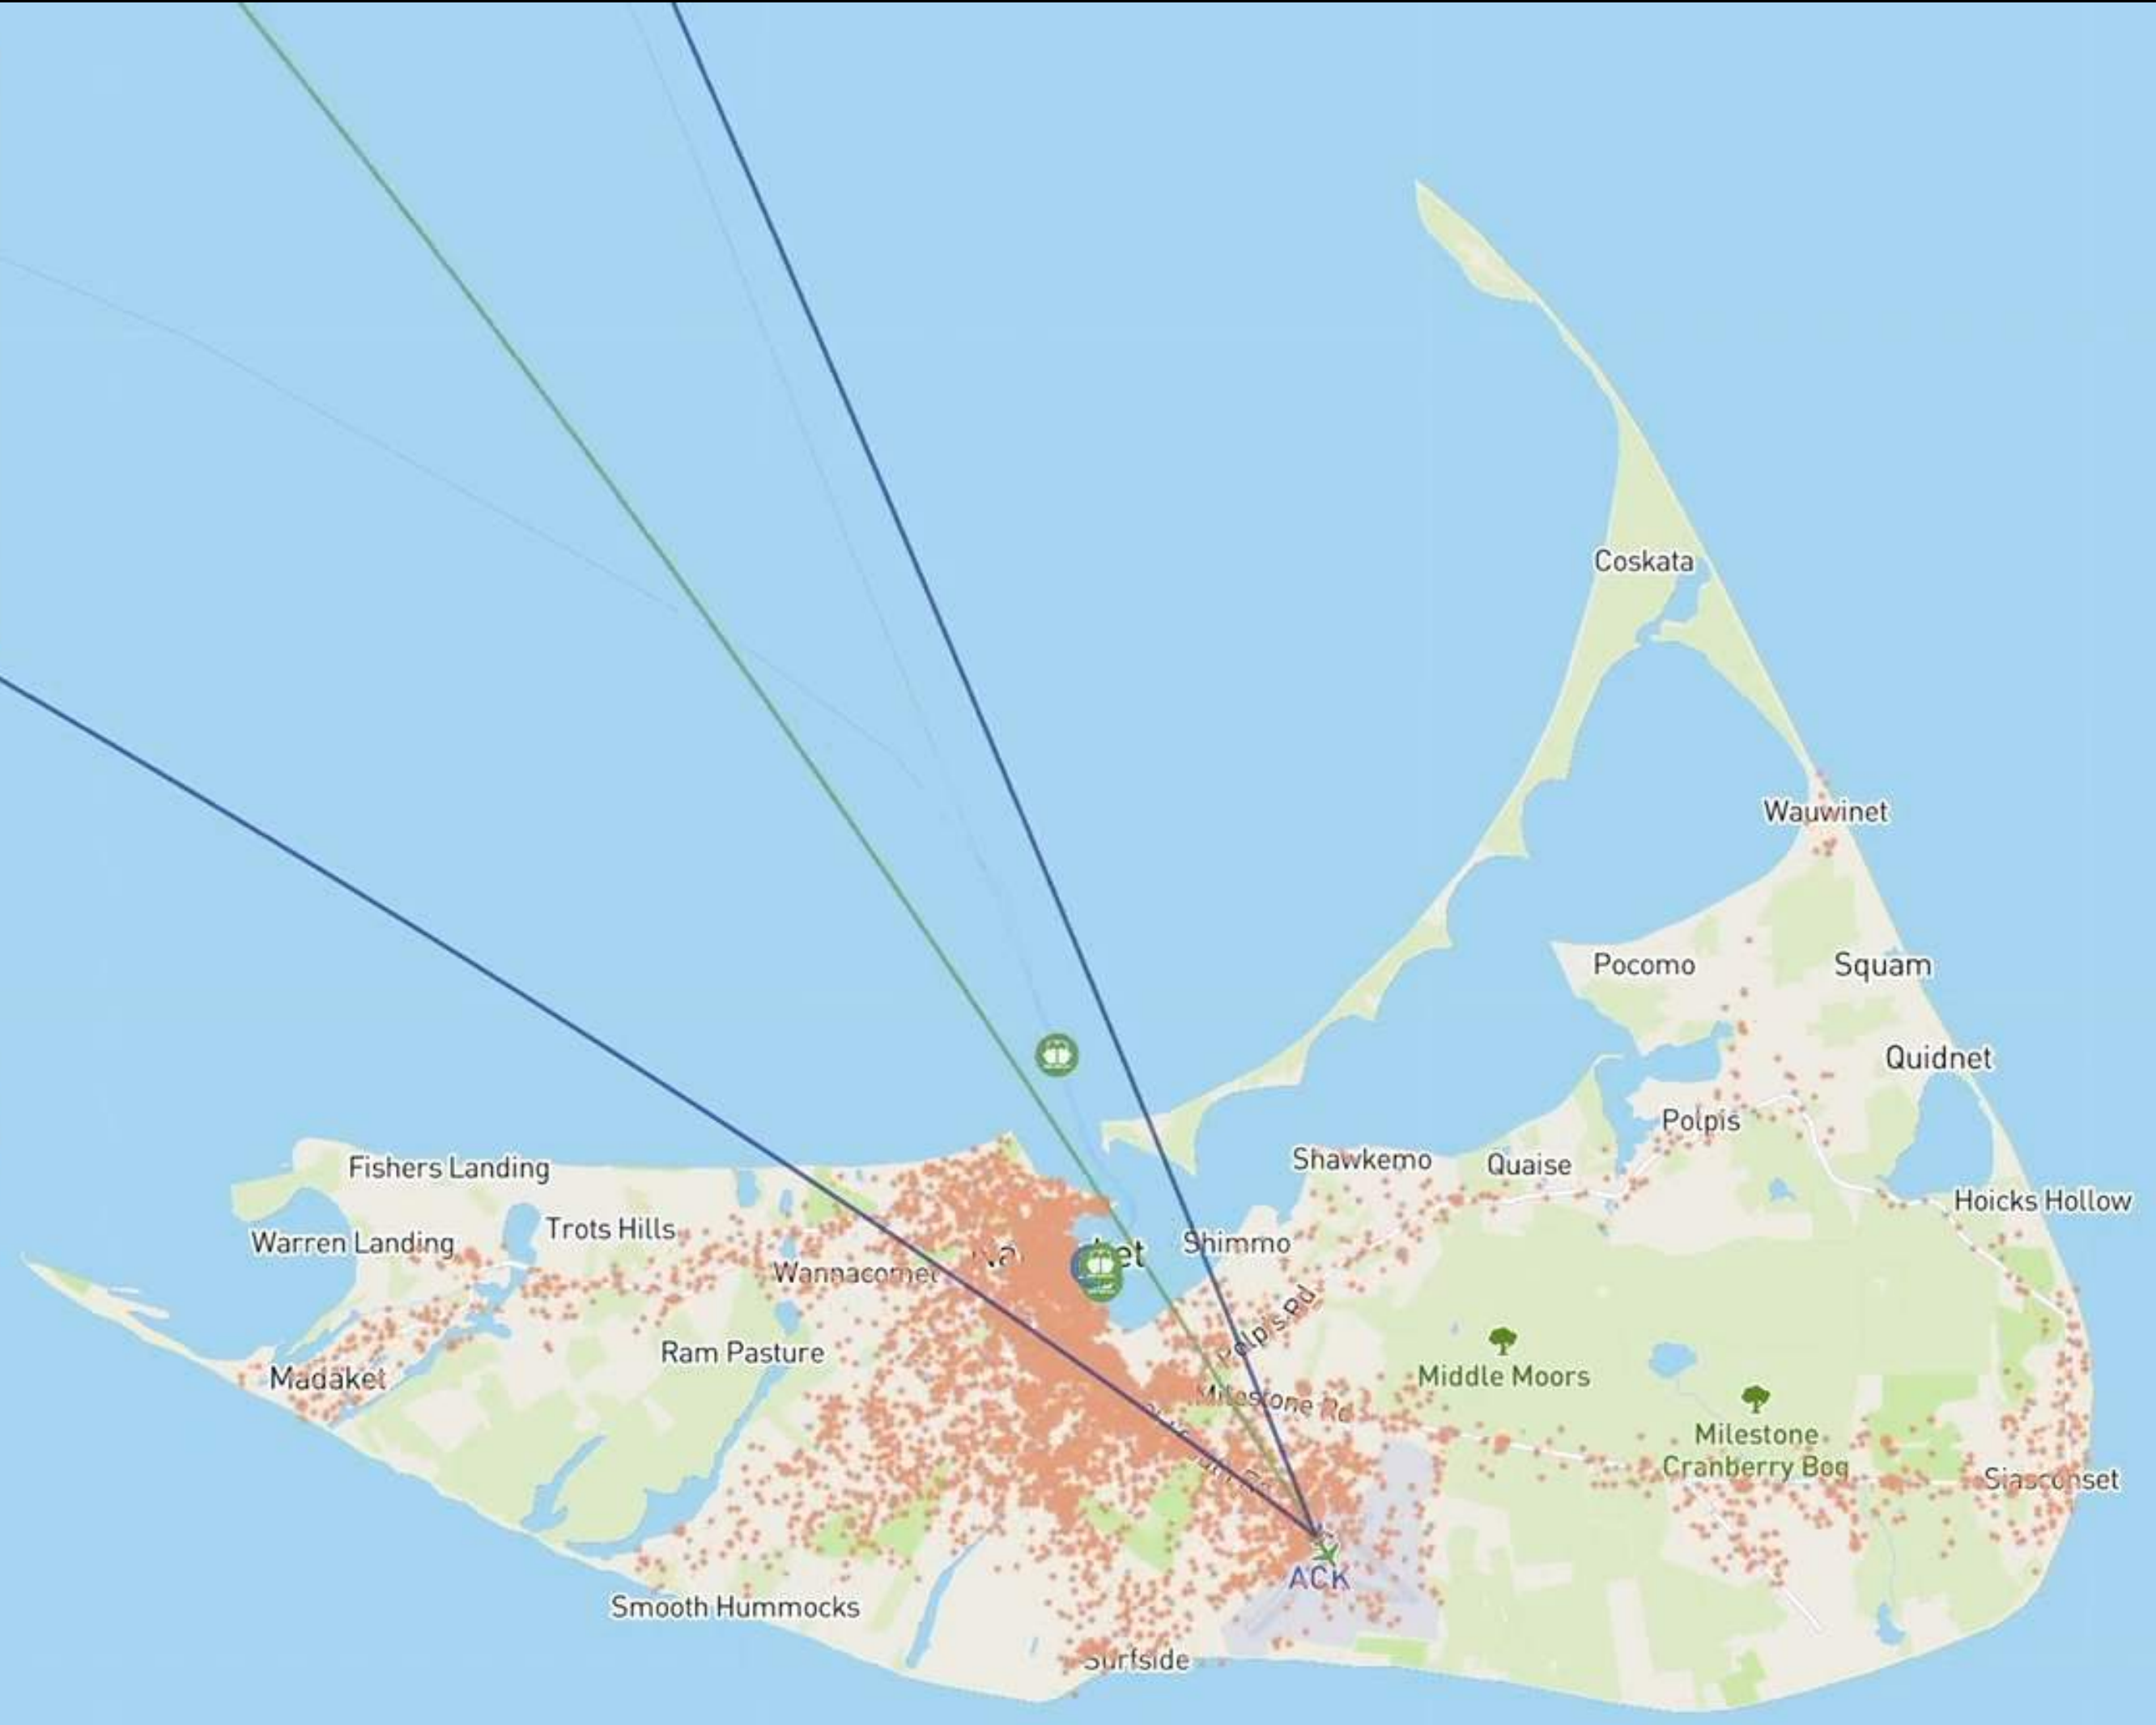 Coskata
Wauwinet
Pocomo
Squam
Quidnet
Polpis
Fishers Landing
Shawkemo
Quaise
Hoicks Hollow
Warren Landing
Trots Hills
Shimmo
Wannacomet
Polpis Rd
Ram Pasture
Madaket
Middle Moors
Milestone Rd
Milestone
Cranberry Bog
Siasconset
ACK
Smooth Hummocks
Surfside